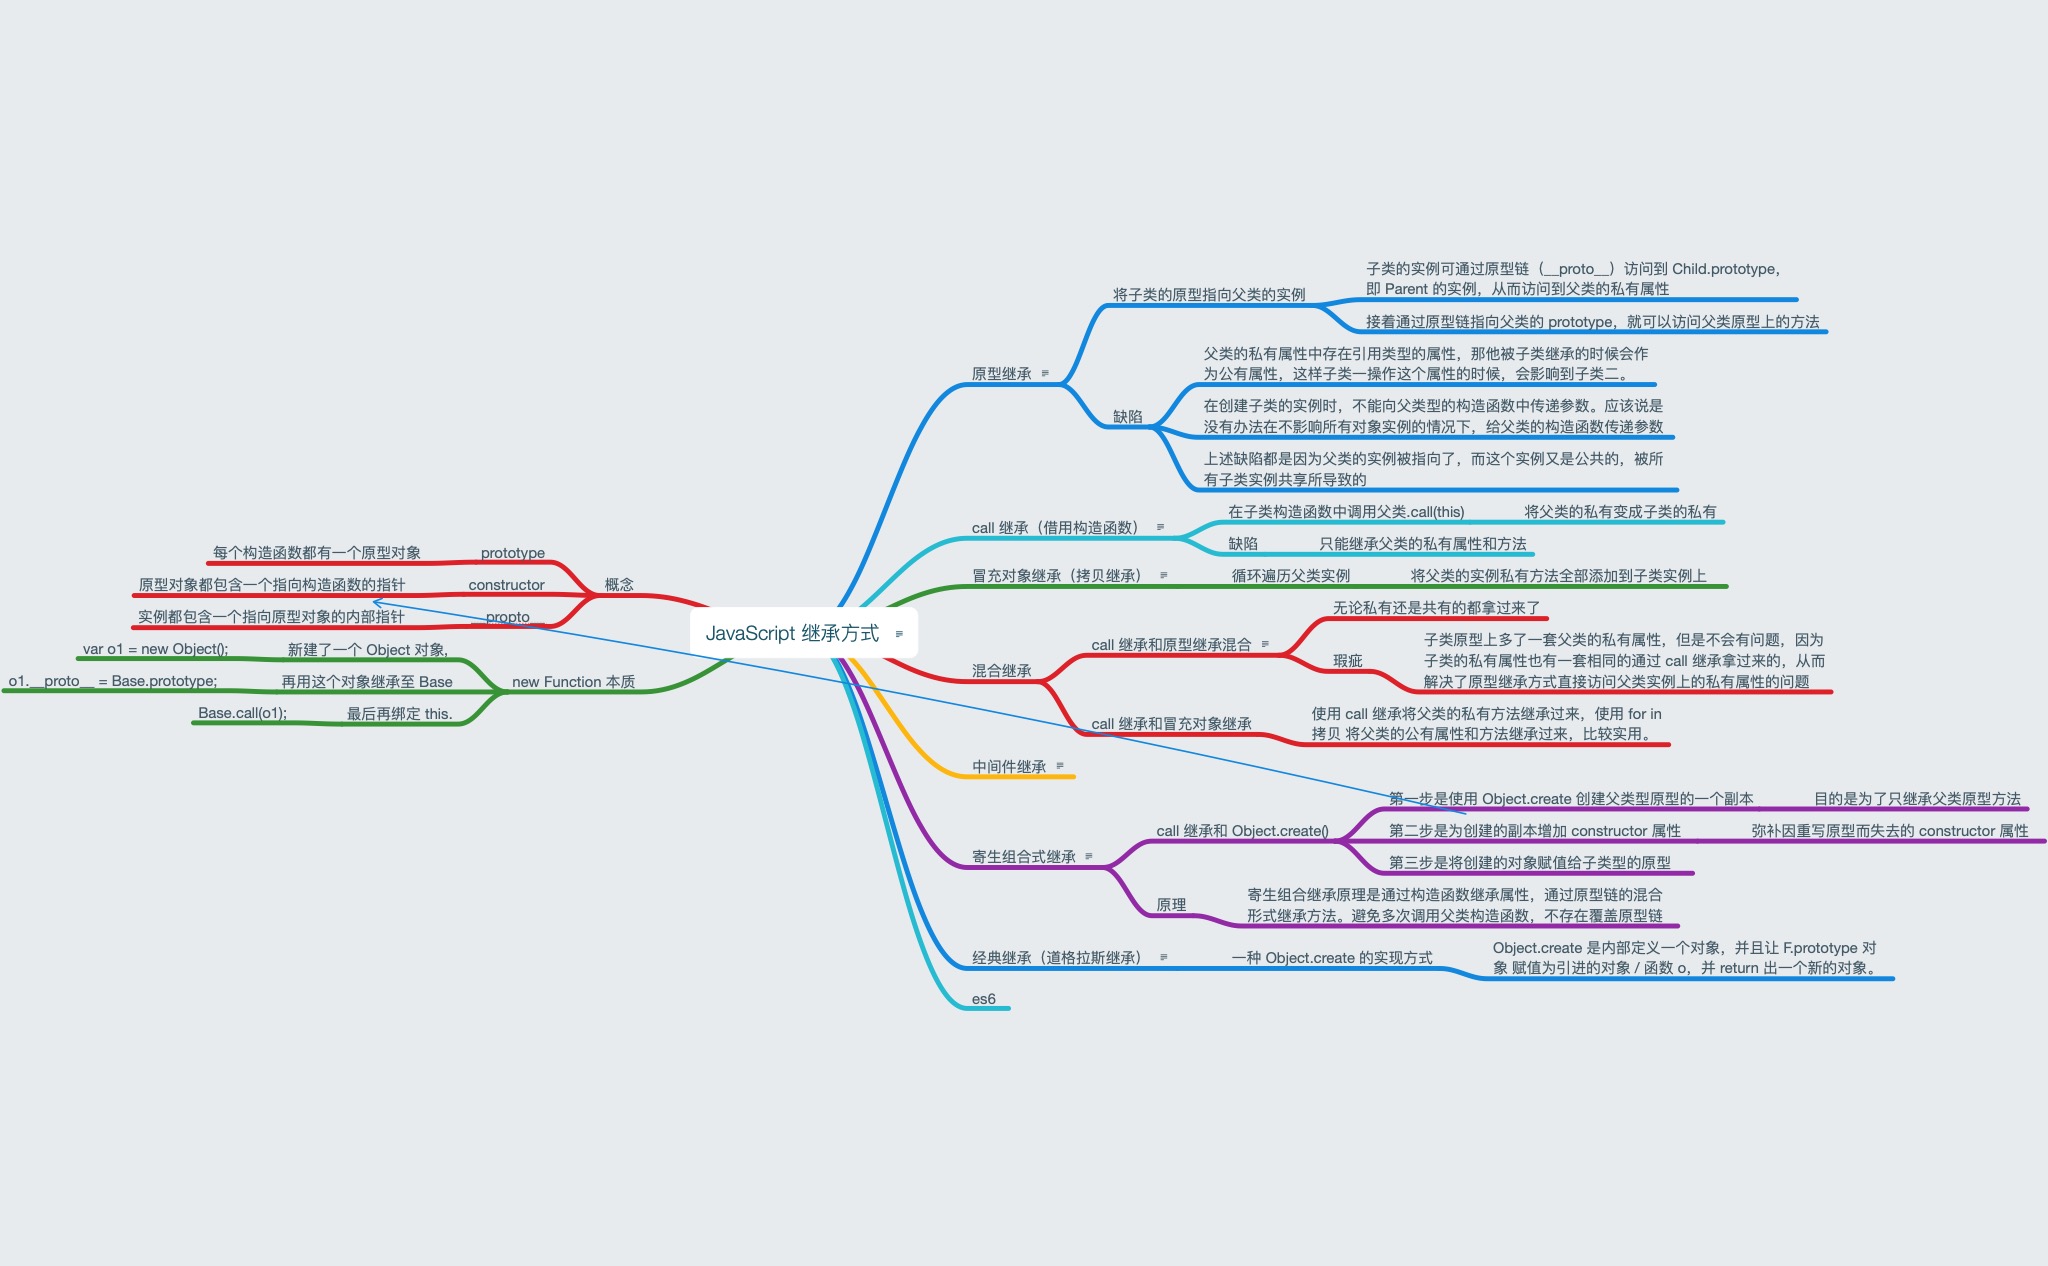 JavaScript 继承方式
概念
prototype
每个构造函数都有一个原型对象
constructor
原型对象都包含一个指向构造函数的指针
__propto__
实例都包含一个指向原型对象的内部指针
new Function 本质
新建了一个 Object 对象,
var o1 = new Object();
再用这个对象继承至 Base
o1.__proto__ = Base.prototype;
最后再绑定 this.
Base.call(o1);
原型继承
将子类的原型指向父类的实例
子类的实例可通过原型链（__proto__）访问到 Child.prototype，
即 Parent 的实例，从而访问到父类的私有属性
接着通过原型链指向父类的 prototype，就可以访问父类原型上的方法
缺陷
父类的私有属性中存在引用类型的属性，那他被子类继承的时候会作
为公有属性，这样子类一操作这个属性的时候，会影响到子类二。
在创建子类的实例时，不能向父类型的构造函数中传递参数。应该说是
没有办法在不影响所有对象实例的情况下，给父类的构造函数传递参数
上述缺陷都是因为父类的实例被指向了，而这个实例又是公共的，被所
有子类实例共享所导致的
call 继承（借用构造函数）
在子类构造函数中调用父类.call(this)
将父类的私有变成子类的私有
缺陷
只能继承父类的私有属性和方法
冒充对象继承（拷贝继承）
循环遍历父类实例
将父类的实例私有方法全部添加到子类实例上
混合继承
call 继承和原型继承混合
无论私有还是共有的都拿过来了
瑕疵
子类原型上多了一套父类的私有属性，但是不会有问题，因为
子类的私有属性也有一套相同的通过 call 继承拿过来的，从而
解决了原型继承方式直接访问父类实例上的私有属性的问题
call 继承和冒充对象继承
使用 call 继承将父类的私有方法继承过来，使用 for in
拷贝 将父类的公有属性和方法继承过来，比较实用。
中间件继承
寄生组合式继承
call 继承和 Object.create()
第一步是使用 Object.create 创建父类型原型的一个副本
目的是为了只继承父类原型方法
第二步是为创建的副本增加 constructor 属性
弥补因重写原型而失去的 constructor 属性
第三步是将创建的对象赋值给子类型的原型
原理
寄生组合继承原理是通过构造函数继承属性，通过原型链的混合
形式继承方法。避免多次调用父类构造函数，不存在覆盖原型链
经典继承（道格拉斯继承）
一种 Object.create 的实现方式
Object.create 是内部定义一个对象，并且让 F.prototype 对
象 赋值为引进的对象 / 函数 o，并 return 出一个新的对象。
es6